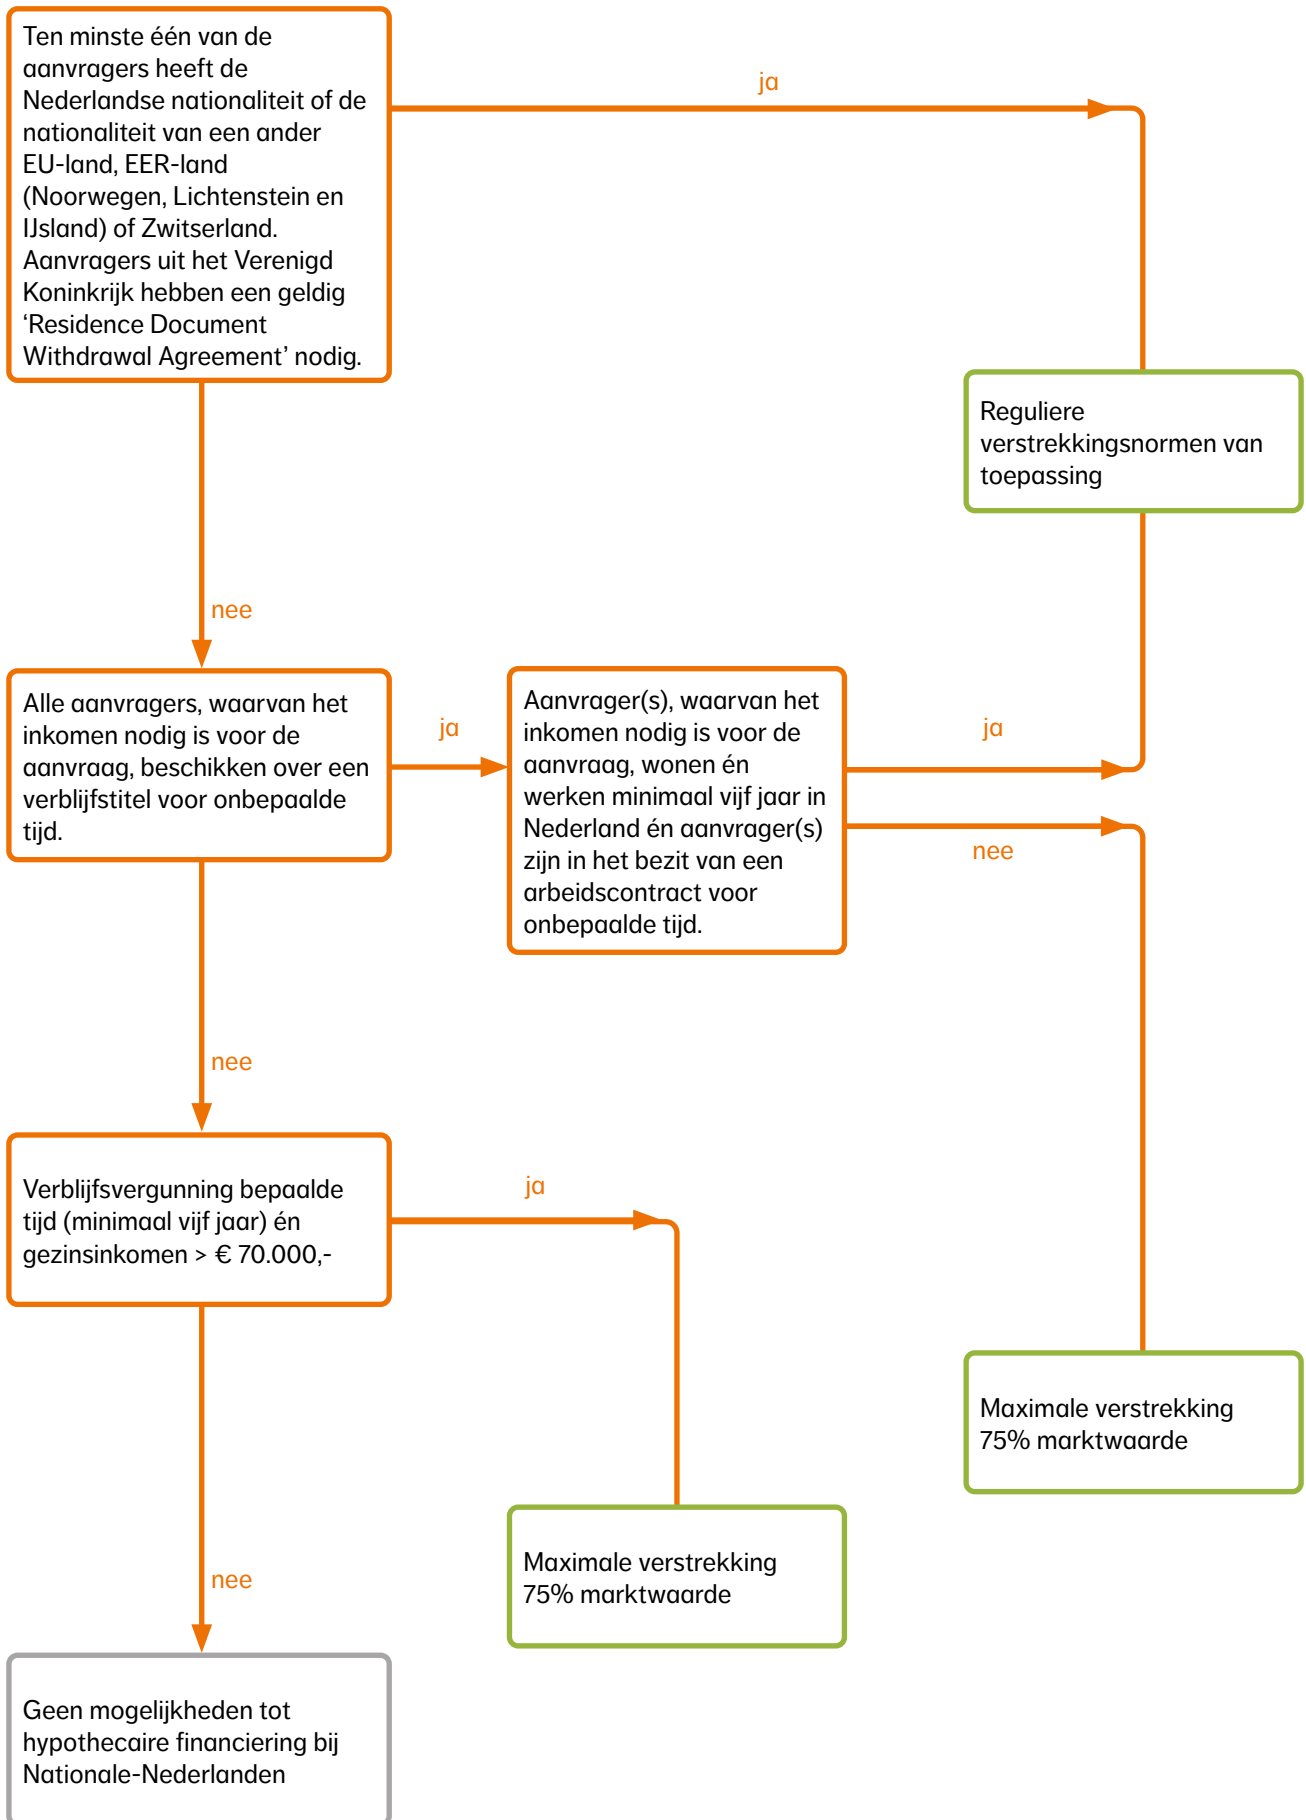 Ten minste één van de
aanvragers heeft de
Nederlandse nationaliteit of de
nationaliteit van een ander
EU-land, EER-land
(Noorwegen, Lichtenstein en
IJsland) of Zwitserland.
Aanvragers uit het Verenigd
Koninkrijk hebben een geldig
‘Residence Document
Withdrawal Agreement’ nodig.
ja
Reguliere
verstrekkingsnormen van
toepassing
nee
Alle aanvragers, waarvan het
inkomen nodig is voor de
aanvraag, beschikken over een
verblijfstitel voor onbepaalde
tijd.
ja
Aanvrager(s), waarvan het
inkomen nodig is voor de
aanvraag, wonen én
werken minimaal vijf jaar in
Nederland én aanvrager(s)
zijn in het bezit van een
arbeidscontract voor
onbepaalde tijd.
ja
nee
nee
Verblijfsvergunning bepaalde
tijd (minimaal vijf jaar) én
gezinsinkomen > € 70.000,-
ja
Maximale verstrekking
75% marktwaarde
Maximale verstrekking
75% marktwaarde
nee
Geen mogelijkheden tot
hypothecaire financiering bij
Nationale-Nederlanden